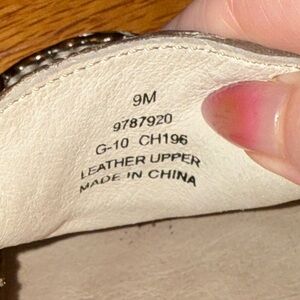 9M
9787920
G-10 CH196
LEATHER UPPER
MADE IN CHINA